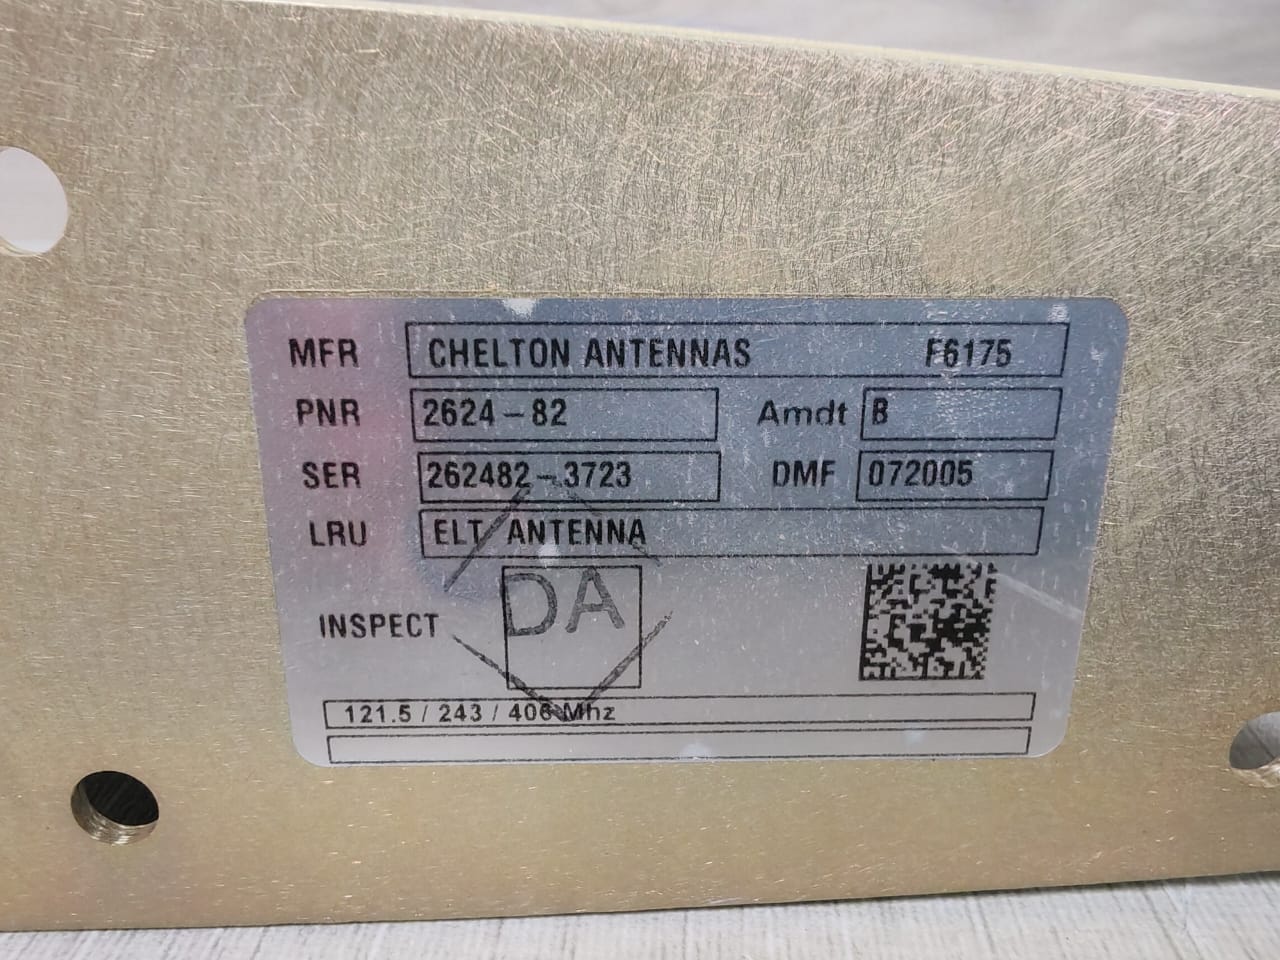 MFR CHELTON ANTENNAS F6175
PNR 2624-82 Amdt B
SER 262482-3723 DMF 072005
LRU ELT ANTENNA
INSPECT DA
121.5 / 243 / 406 Mhz